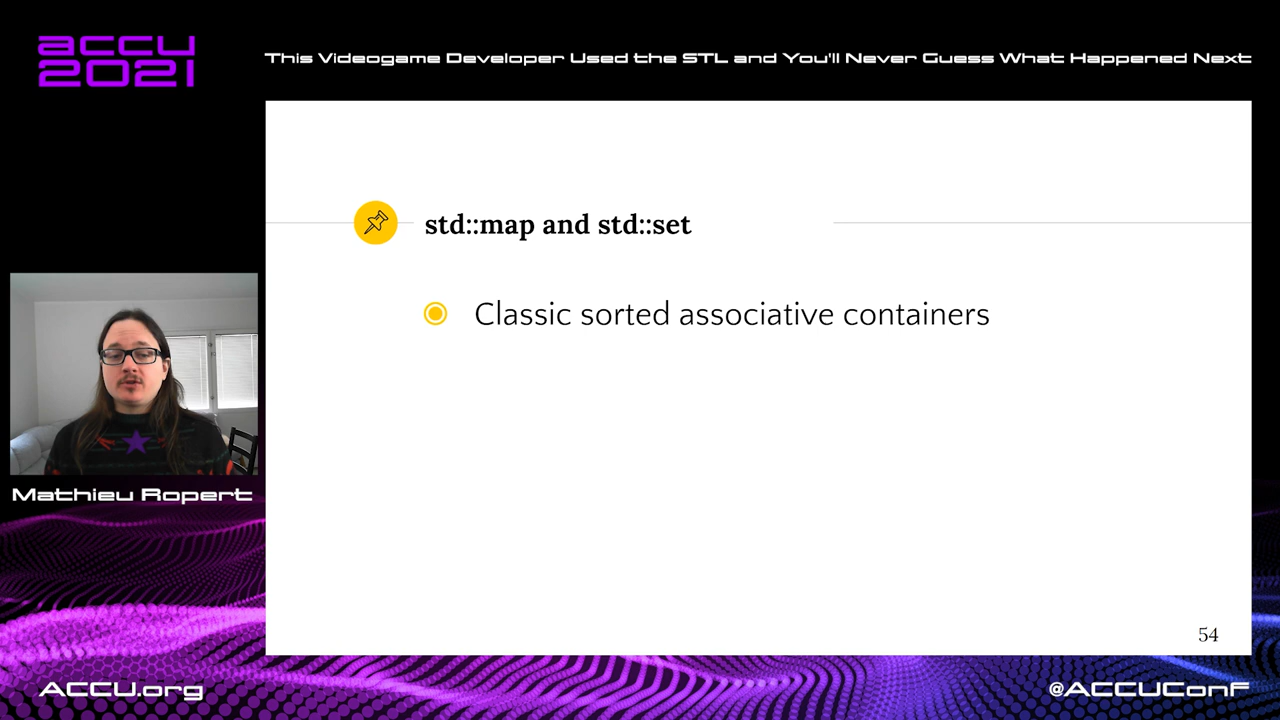 accu
2021
This Videogame Developer Used the STL and You'll Never Guess What Happened Next
std::map and std::set
Classic sorted associative containers
54
Mathieu Ropert
ACCU.org
@ACCUConf